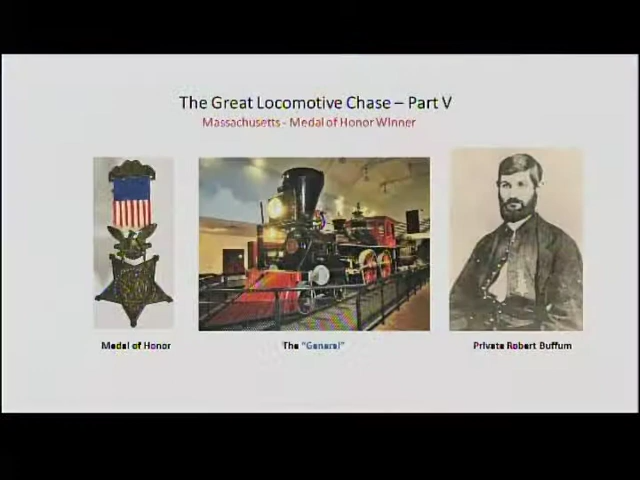 The Great Locomotive Chase – Part V
Massachusetts - Medal of Honor Winner
Medal of Honor
The "General"
Private Robert Buffum